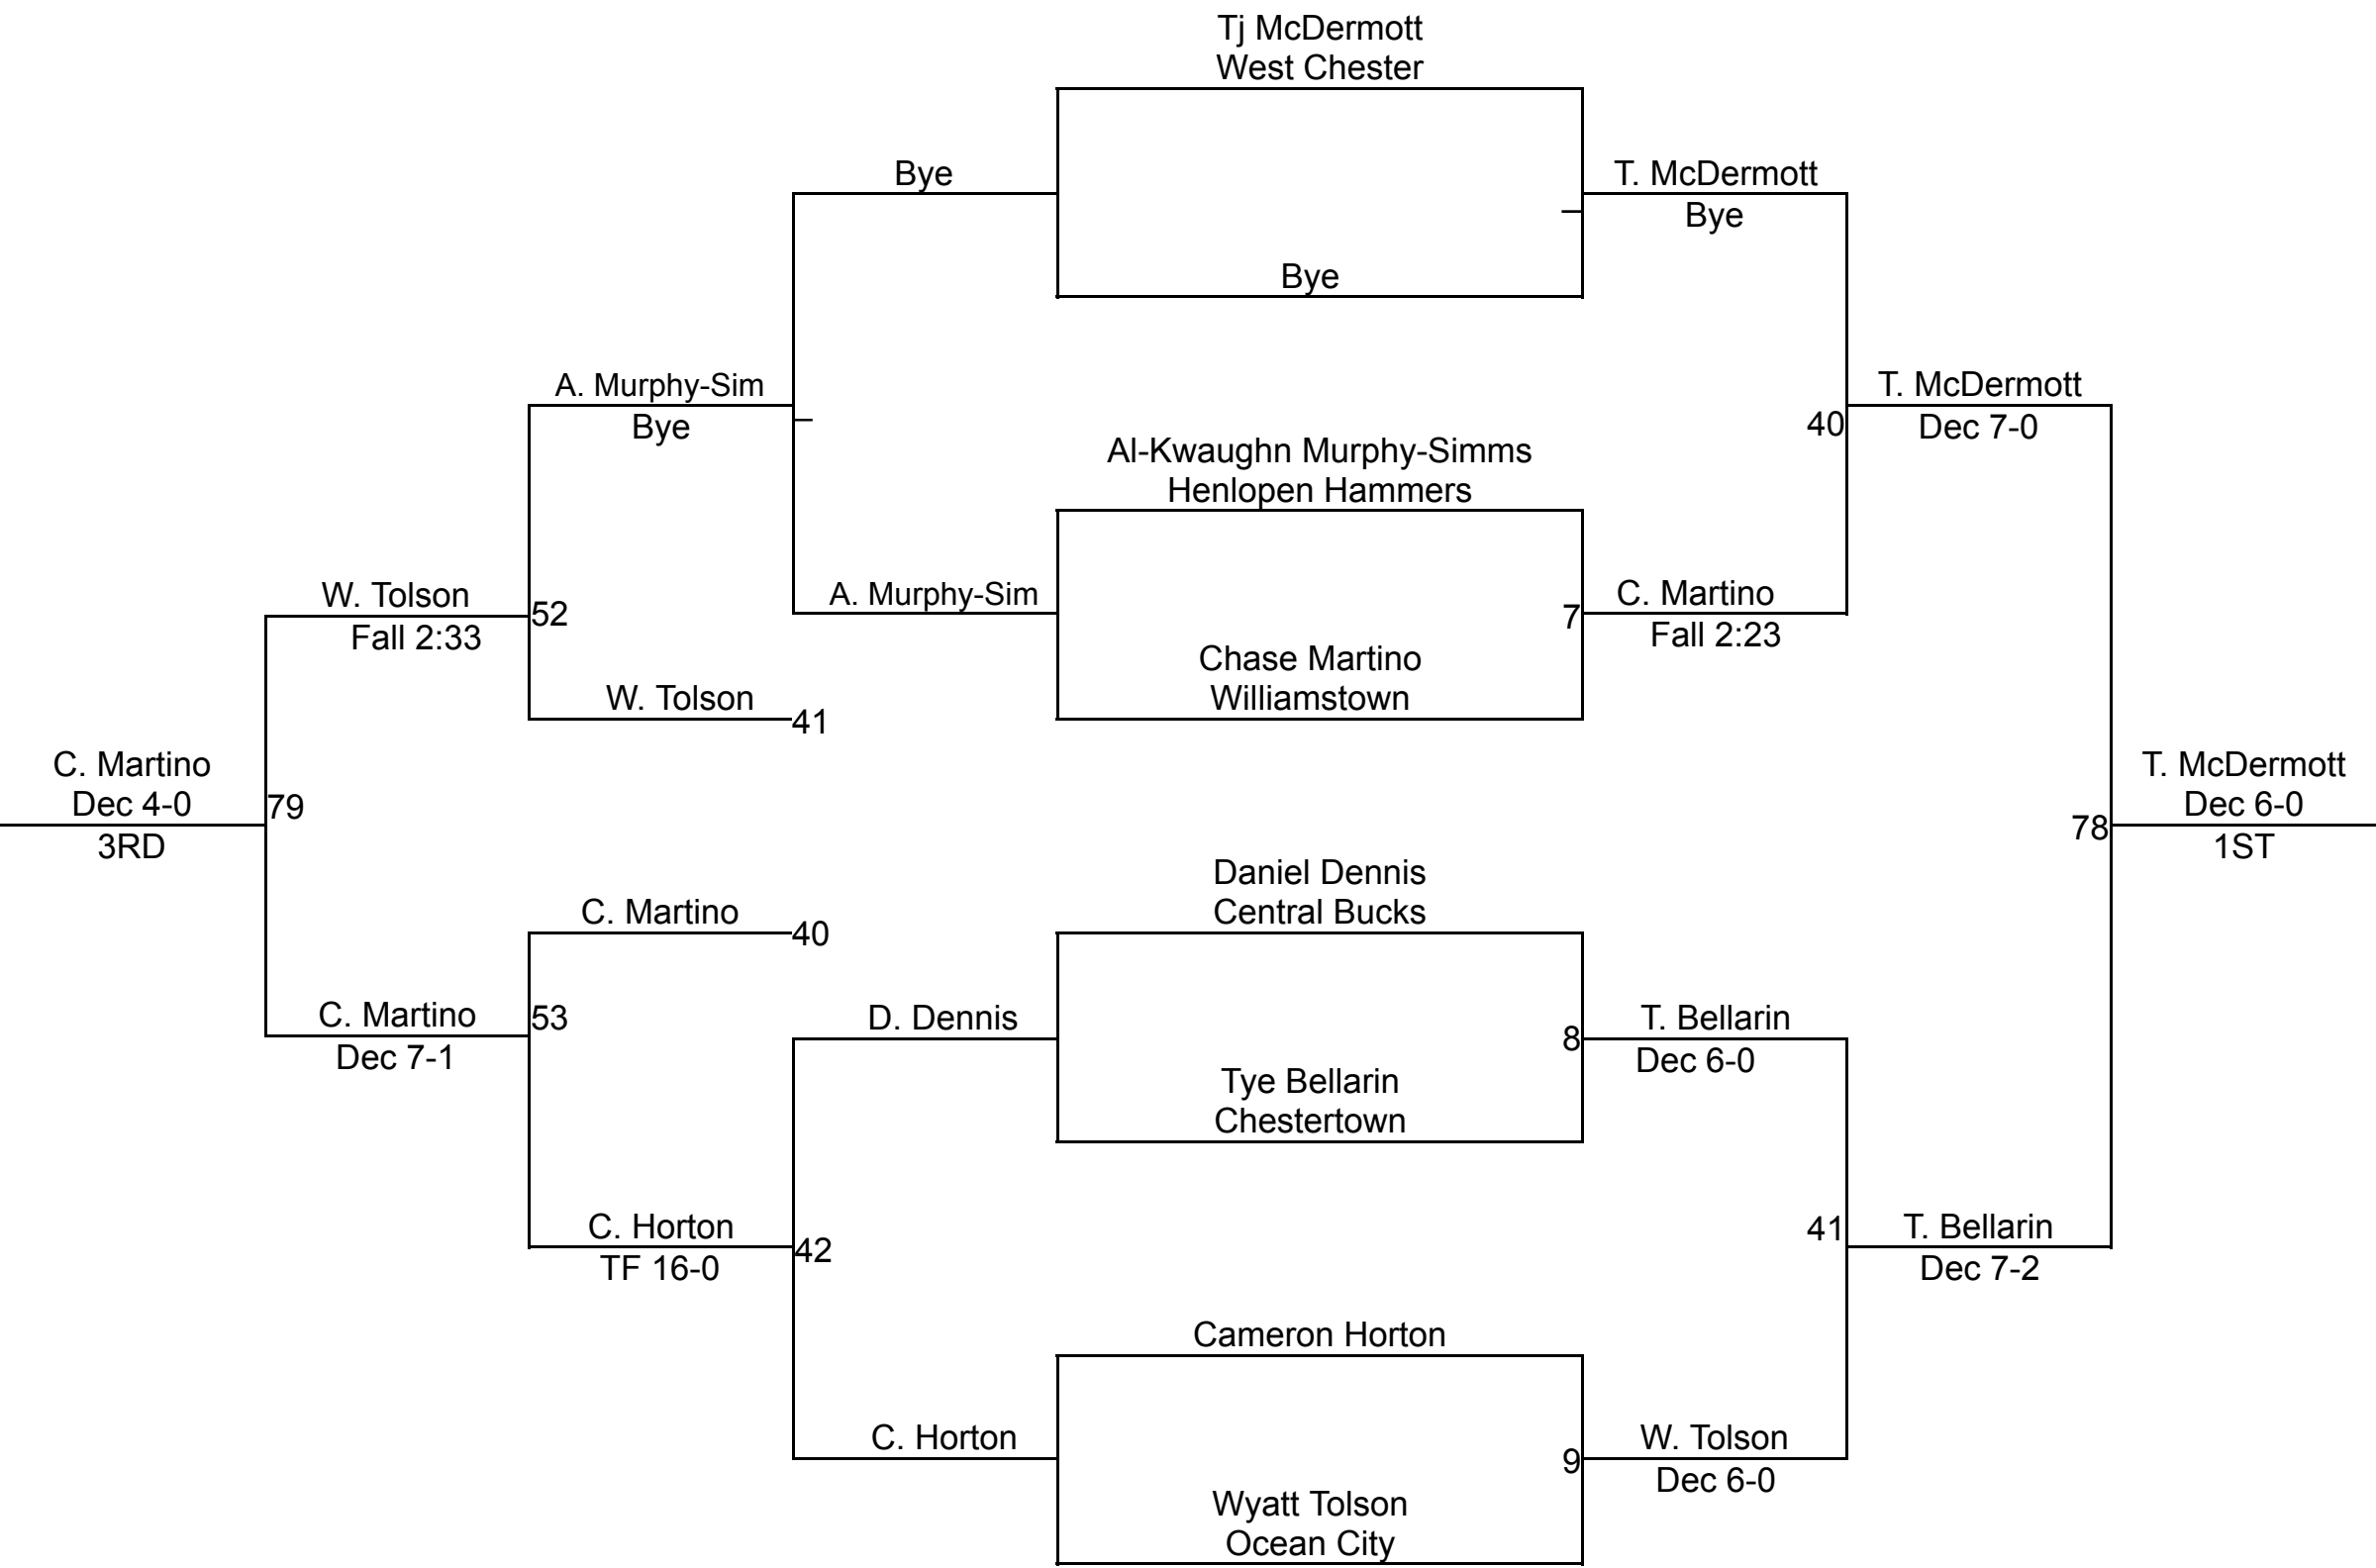 Tj McDermott
West Chester
Bye
T. McDermott
Bye
Bye
A. Murphy-Sim
Bye
T. McDermott
Dec 7-0
40
Al-Kwaughn Murphy-Simms
Henlopen Hammers
W. Tolson
Fall 2:33
52
A. Murphy-Sim
7
C. Martino
Fall 2:23
Chase Martino
Williamstown
W. Tolson
41
C. Martino
Dec 4-0
3RD
79
78
T. McDermott
Dec 6-0
1ST
Daniel Dennis
Central Bucks
C. Martino
40
C. Martino
Dec 7-1
53
D. Dennis
8
T. Bellarin
Dec 6-0
Tye Bellarin
Chestertown
C. Horton
TF 16-0
42
41
T. Bellarin
Dec 7-2
Cameron Horton
C. Horton
9
W. Tolson
Dec 6-0
Wyatt Tolson
Ocean City